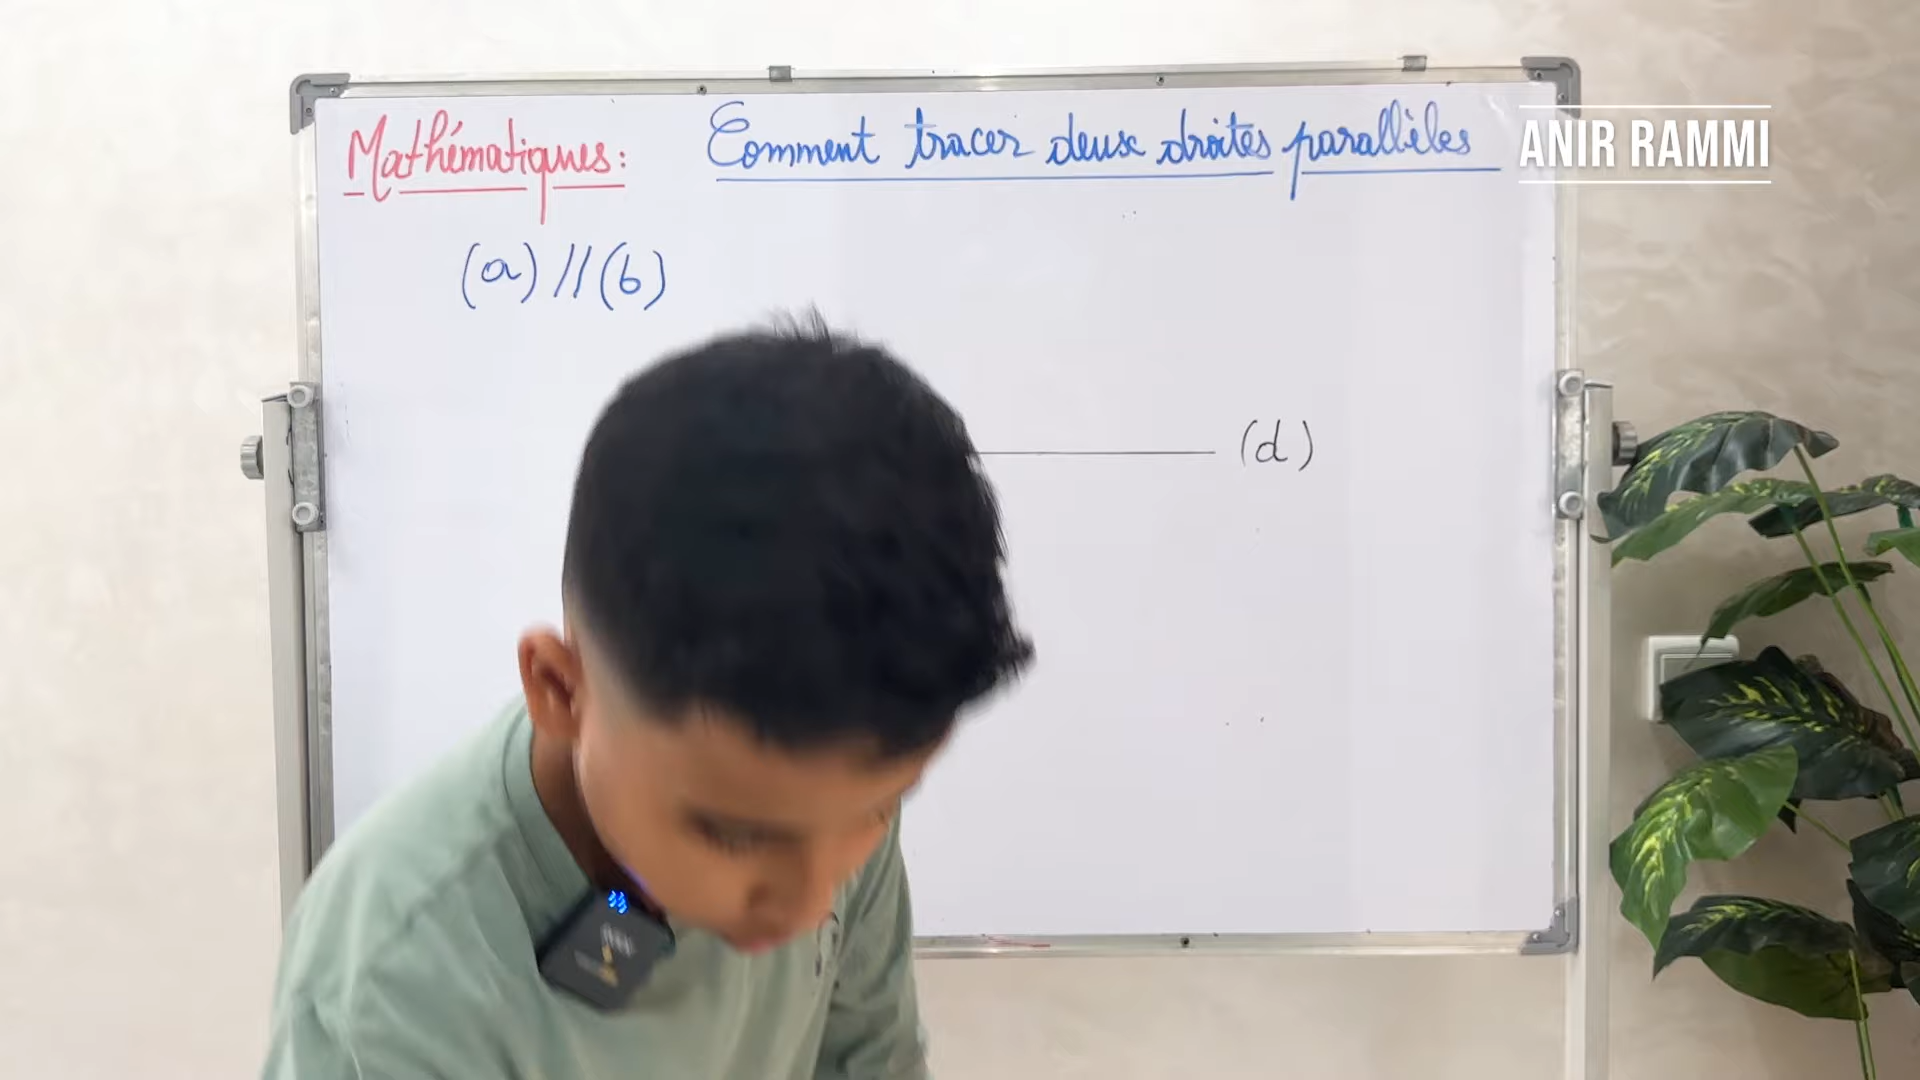 Mathématiques: Comment tracer deux droites parallèles
ANIR RAMMI
(a) // (b)
(d)